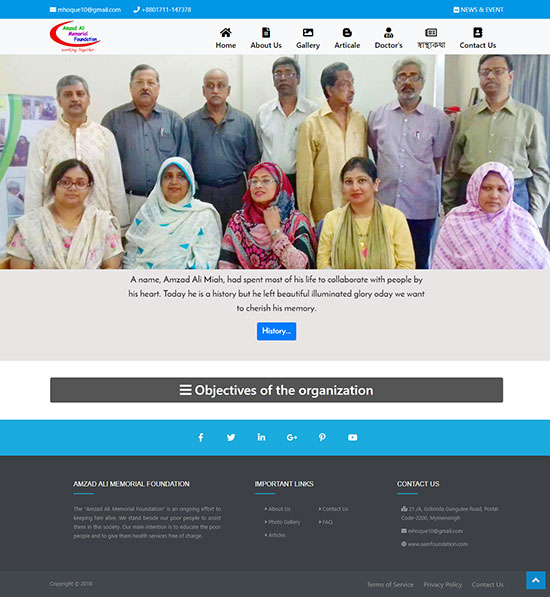 mhoque10@gmail.com +8801711-147378 NEWS & EVENT
Amzad Ali
Memorial
Foundation
working Together
Home About Us Gallery Articale Doctor's স্বাস্থ্যকথা Contact Us
A name, Amzad Ali Miah, had spent most of his life to collaborate with people by
his heart. Today he is a history but he left beautiful illuminated glory oday we want
to cherish his memory.
History...
Objectives of the organization
AMZAD ALI MEMORIAL FOUNDATION
The "Amzad Ali Memorial Foundation" is an ongoing effort to
keeping him alive. We stand beside our poor people to assist
them in this society. Our main intention is to educate the poor
people and to give them health services free of charge.
IMPORTANT LINKS
About Us Contact Us
Photo Gallery FAQ
Articles
CONTACT US
21 /A, Gobinda Gungulee Road, Postal
Code-2200, Mymensingh
mhoque10@gmail.com
www.aamfoundation.com
Copyright © 2018 Terms of Service Privacy Policy Contact Us